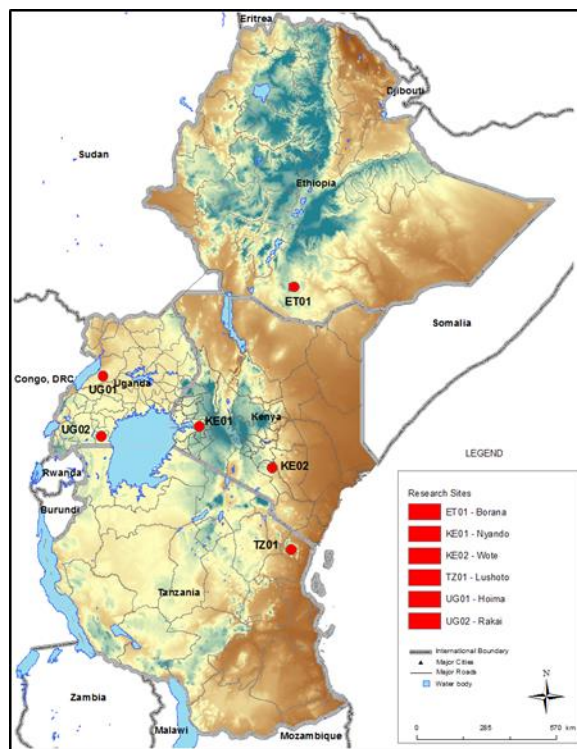 Eritrea
Djibouti
Sudan
Ethiopia
ET01
Somalia
Congo, DRC
UG01
Uganda
KE01
Kenya
UG02
KE02
Rwanda
Burundi
TZ01
Tanzania
Zambia
Malawi
Mozambique
LEGEND
Research Sites
ET01 - Borana
KE01 - Nyando
KE02 - Wote
TZ01 - Lushoto
UG01 - Hoima
UG02 - Rakai
International Boundary
Major Cities
Major Roads
Water body
N
0 285 570 km